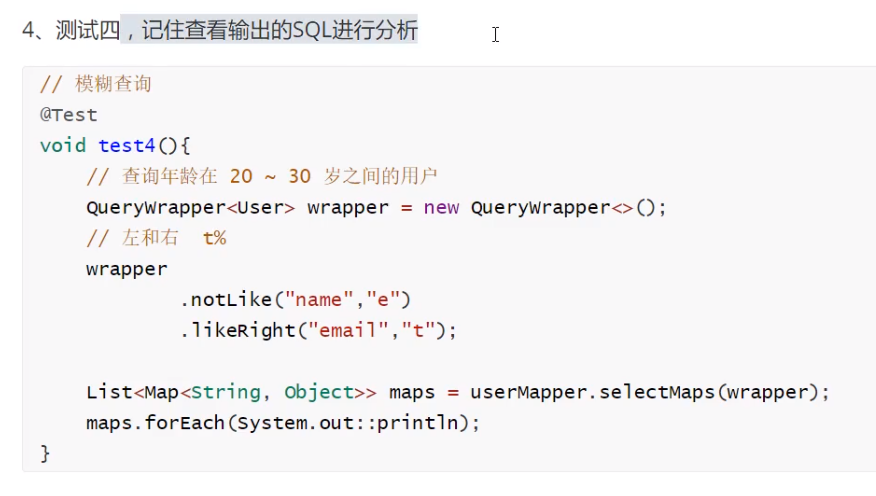 4、测试四，记住查看输出的SQL进行分析
// 模糊查询
@Test
void test4(){
// 查询年龄在 20 ~ 30 岁之间的用户
QueryWrapper<User> wrapper = new QueryWrapper<>();
// 左和右  t%
wrapper
.notLike("name","e")
.likeRight("email","t");
List<Map<String, Object>> maps = userMapper.selectMaps(wrapper);
maps.forEach(System.out::println);
}